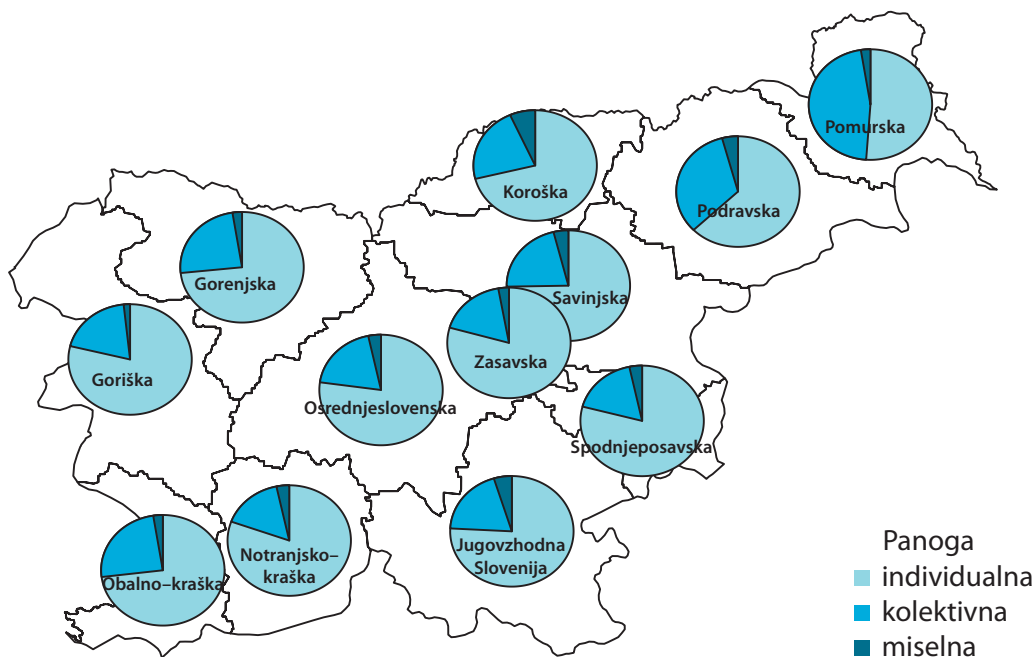 Pomurska
Koroška
Podravska
Gorenjska
Savinjska
Zasavska
Goriška
Osrednjeslovenska
Spodnjeposavska
Notranjsko–
kraška
Jugovzhodna
Slovenija
Obalno–kraška
Panoga
individualna
kolektivna
miselna